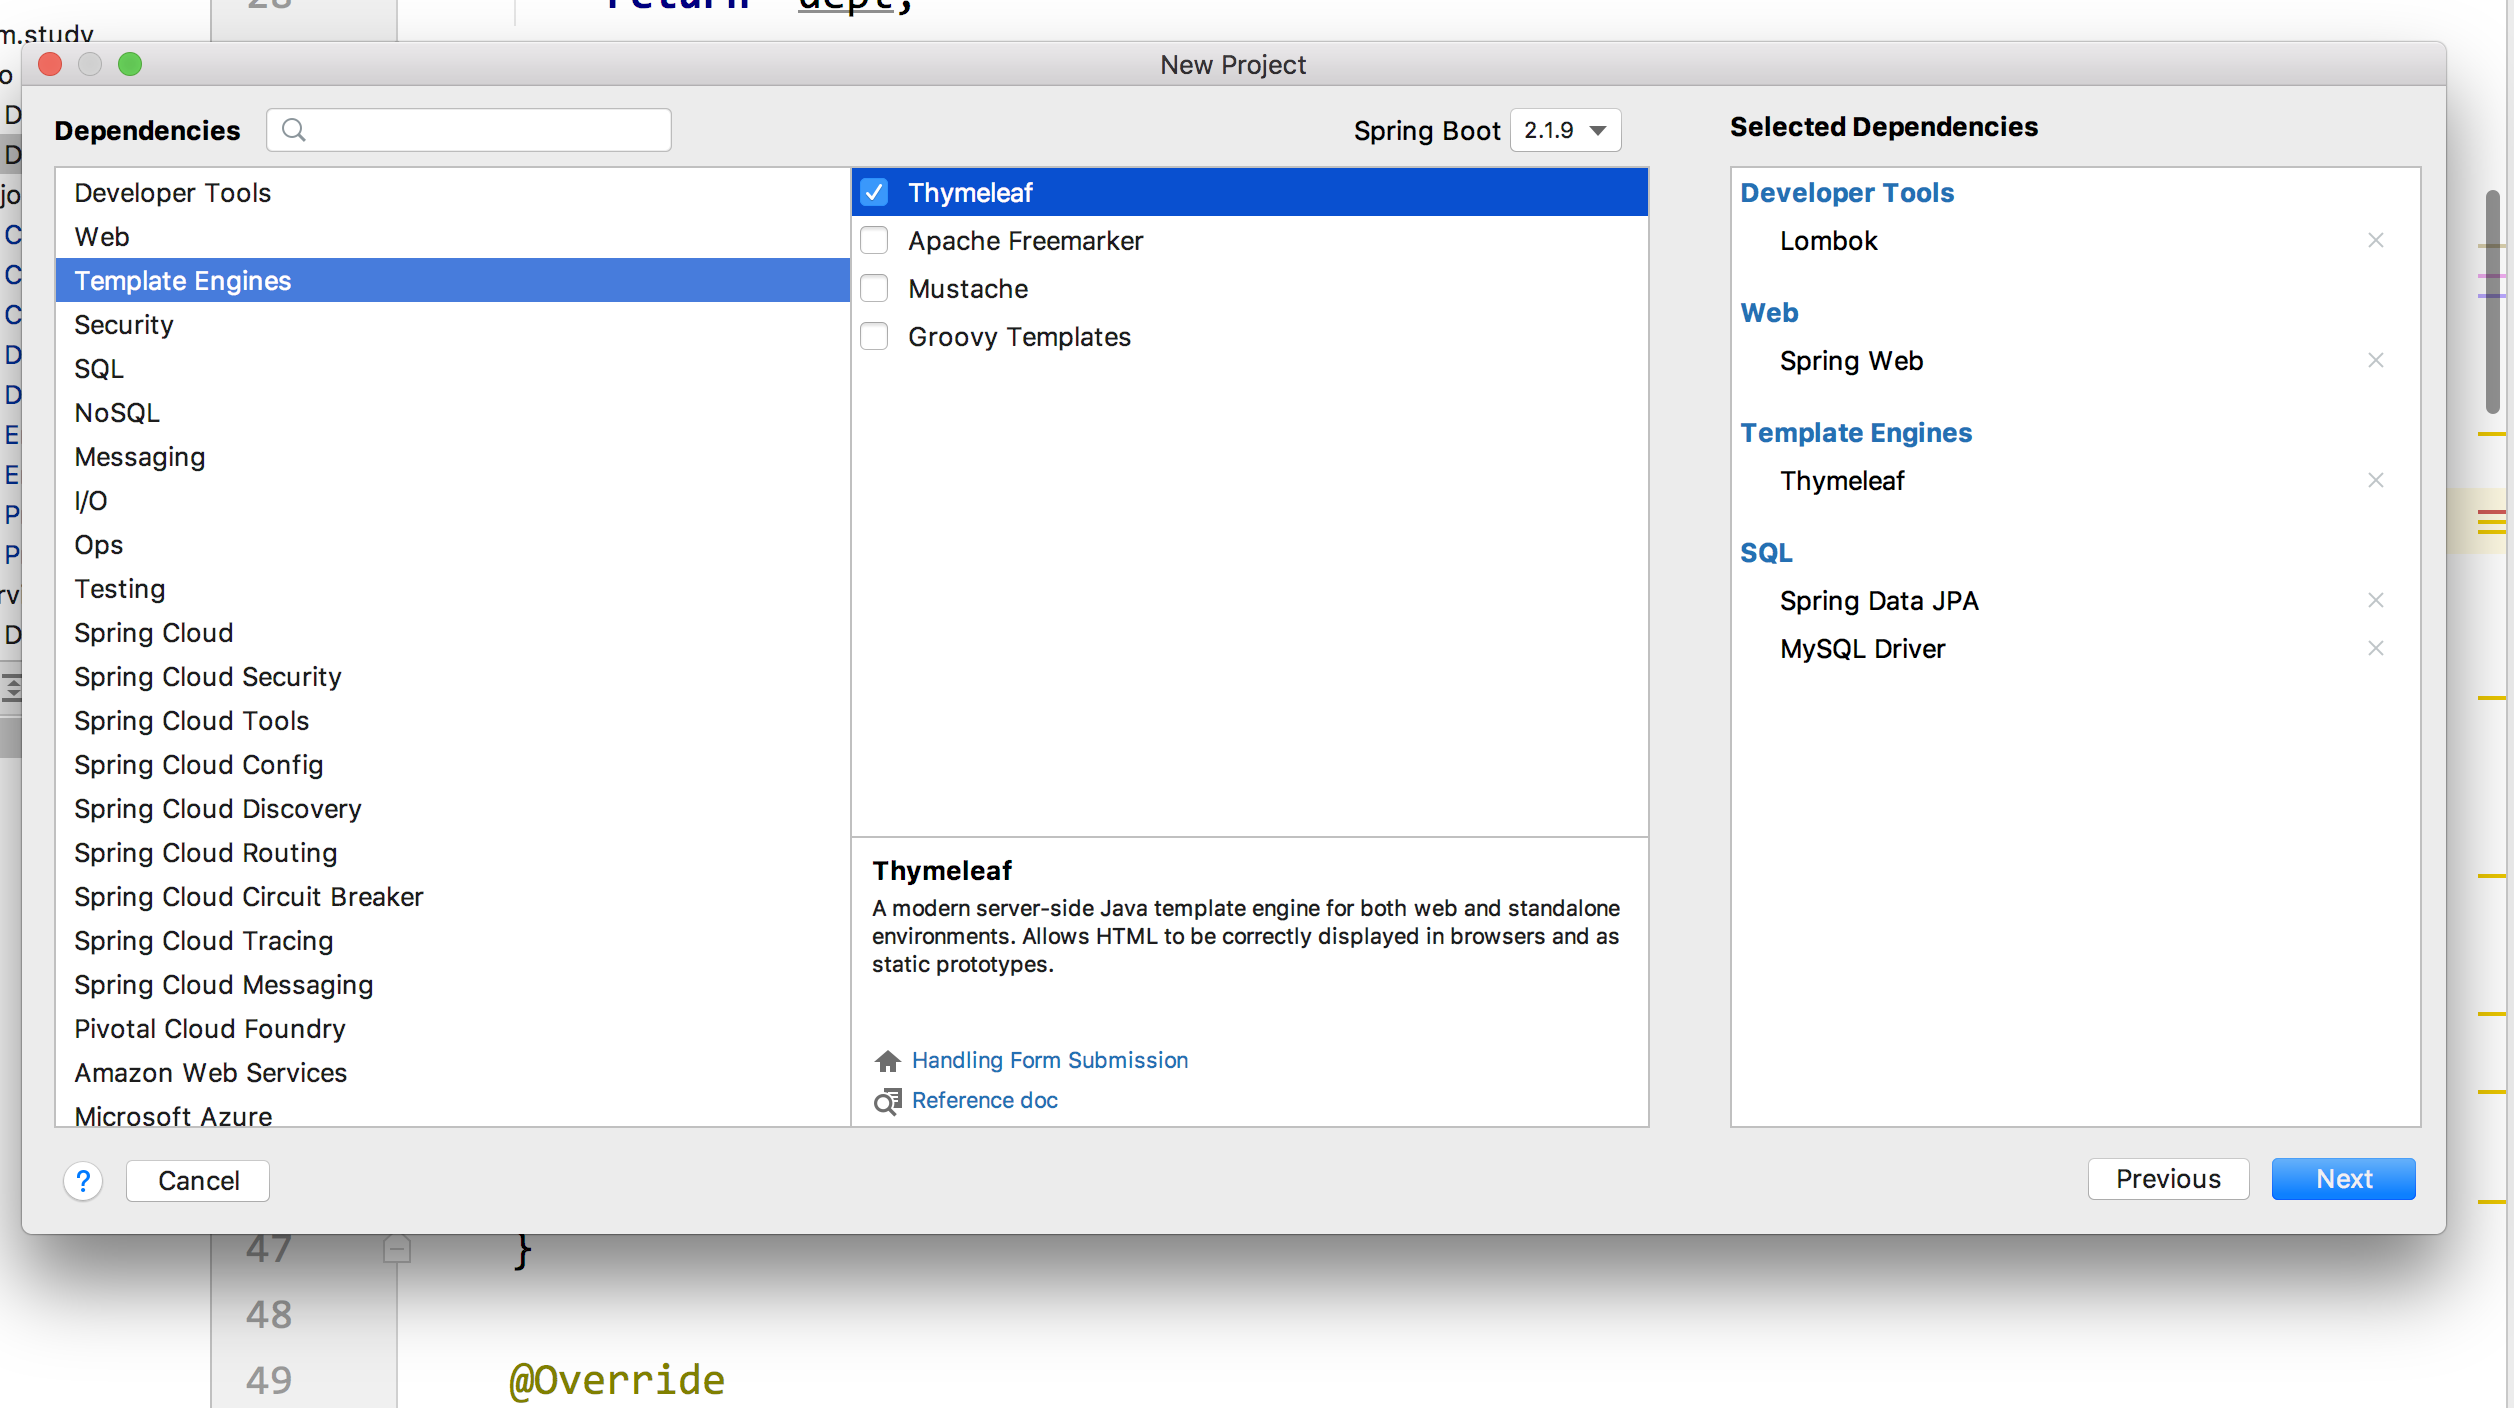 28
return dept;
m.study
New Project
Dependencies
Spring Boot 2.1.9
Selected Dependencies
Developer Tools
Web
Template Engines
Security
SQL
NoSQL
Messaging
I/O
Ops
Testing
Spring Cloud
Spring Cloud Security
Spring Cloud Tools
Spring Cloud Config
Spring Cloud Discovery
Spring Cloud Routing
Spring Cloud Circuit Breaker
Spring Cloud Tracing
Spring Cloud Messaging
Pivotal Cloud Foundry
Amazon Web Services
Microsoft Azure
Thymeleaf
Apache Freemarker
Mustache
Groovy Templates
Thymeleaf
A modern server-side Java template engine for both web and standalone
environments. Allows HTML to be correctly displayed in browsers and as
static prototypes.
Handling Form Submission
Reference doc
Developer Tools
Lombok
Web
Spring Web
Template Engines
Thymeleaf
SQL
Spring Data JPA
MySQL Driver
? Cancel
Previous
Next
47 }
48
49 @Override